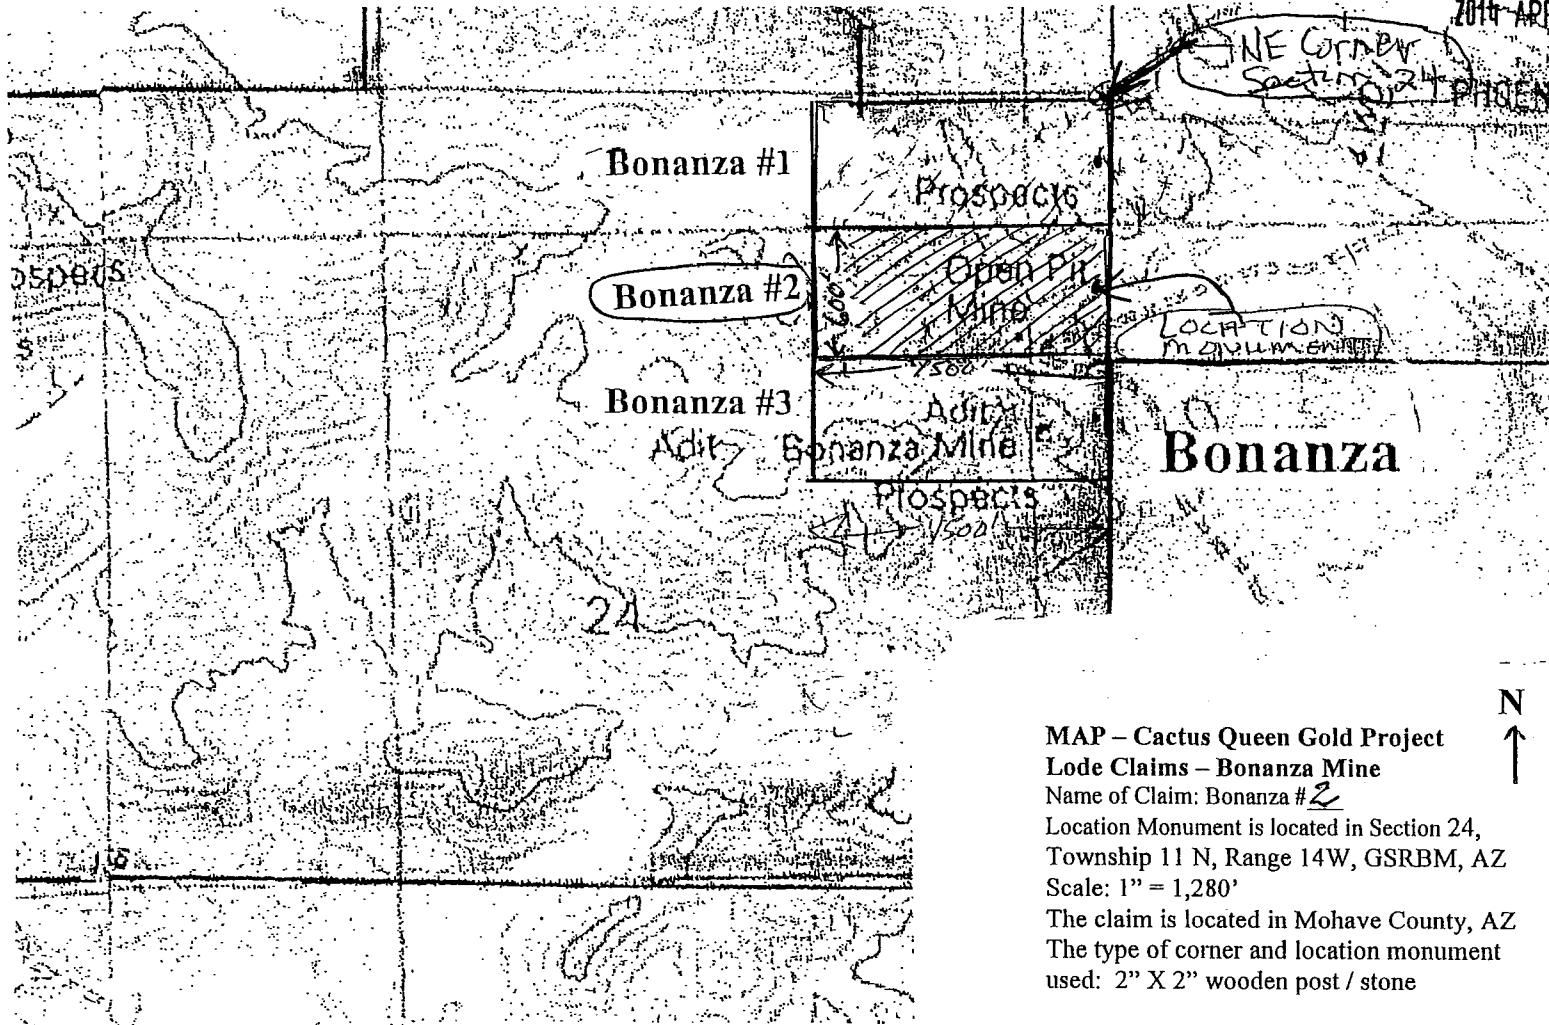 NE Corner
Section 24
Bonanza #1
Prospects
Open Pit
Mine
Bonanza #2
600'
LOCATION
MONUMENT
1500'
Bonanza #3
Adit
Adit
Bonanza Mine
Bonanza
Prospects
1500'
24
N
MAP – Cactus Queen Gold Project
Lode Claims – Bonanza Mine
Name of Claim: Bonanza #2
Location Monument is located in Section 24,
Township 11 N, Range 14W, GSRBM, AZ
Scale: 1" = 1,280'
The claim is located in Mohave County, AZ
The type of corner and location monument
used: 2" X 2" wooden post / stone